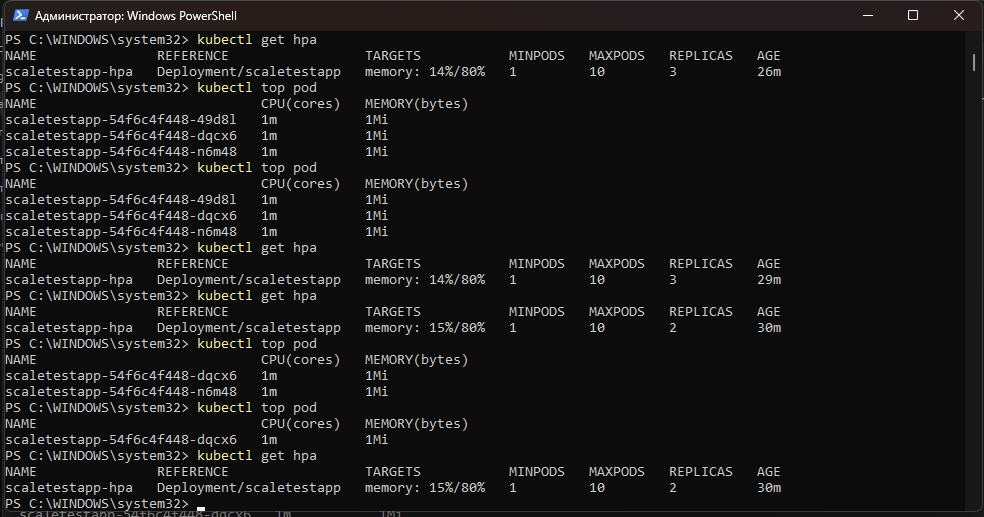 Администратор: Windows PowerShell
PS C:\WINDOWS\system32> kubectl get hpa
NAME REFERENCE TARGETS MINPODS MAXPODS REPLICAS AGE
scaletestapp-hpa Deployment/scaletestapp memory: 14%/80% 1 10 3 26m
PS C:\WINDOWS\system32> kubectl top pod
NAME CPU(cores) MEMORY(bytes)
scaletestapp-54f6c4f448-49d8l 1m 1Mi
scaletestapp-54f6c4f448-dqcx6 1m 1Mi
scaletestapp-54f6c4f448-n6m48 1m 1Mi
PS C:\WINDOWS\system32> kubectl top pod
NAME CPU(cores) MEMORY(bytes)
scaletestapp-54f6c4f448-49d8l 1m 1Mi
scaletestapp-54f6c4f448-dqcx6 1m 1Mi
scaletestapp-54f6c4f448-n6m48 1m 1Mi
PS C:\WINDOWS\system32> kubectl get hpa
NAME REFERENCE TARGETS MINPODS MAXPODS REPLICAS AGE
scaletestapp-hpa Deployment/scaletestapp memory: 14%/80% 1 10 3 29m
PS C:\WINDOWS\system32> kubectl get hpa
NAME REFERENCE TARGETS MINPODS MAXPODS REPLICAS AGE
scaletestapp-hpa Deployment/scaletestapp memory: 15%/80% 1 10 2 30m
PS C:\WINDOWS\system32> kubectl top pod
NAME CPU(cores) MEMORY(bytes)
scaletestapp-54f6c4f448-dqcx6 1m 1Mi
scaletestapp-54f6c4f448-n6m48 1m 1Mi
PS C:\WINDOWS\system32> kubectl top pod
NAME CPU(cores) MEMORY(bytes)
scaletestapp-54f6c4f448-dqcx6 1m 1Mi
PS C:\WINDOWS\system32> kubectl get hpa
NAME REFERENCE TARGETS MINPODS MAXPODS REPLICAS AGE
scaletestapp-hpa Deployment/scaletestapp memory: 15%/80% 1 10 2 30m
PS C:\WINDOWS\system32>
scaletestapp-54f6c4f448-dqcx6 1m 1Mi